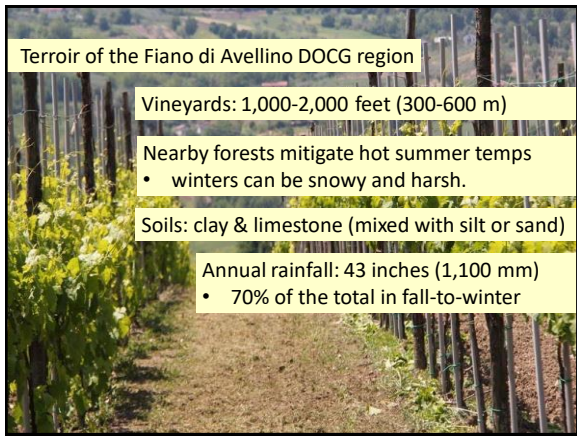 Terroir of the Fiano di Avellino DOCG region
Vineyards: 1,000-2,000 feet (300-600 m)
Nearby forests mitigate hot summer temps
• winters can be snowy and harsh.
Soils: clay & limestone (mixed with silt or sand)
Annual rainfall: 43 inches (1,100 mm)
• 70% of the total in fall-to-winter